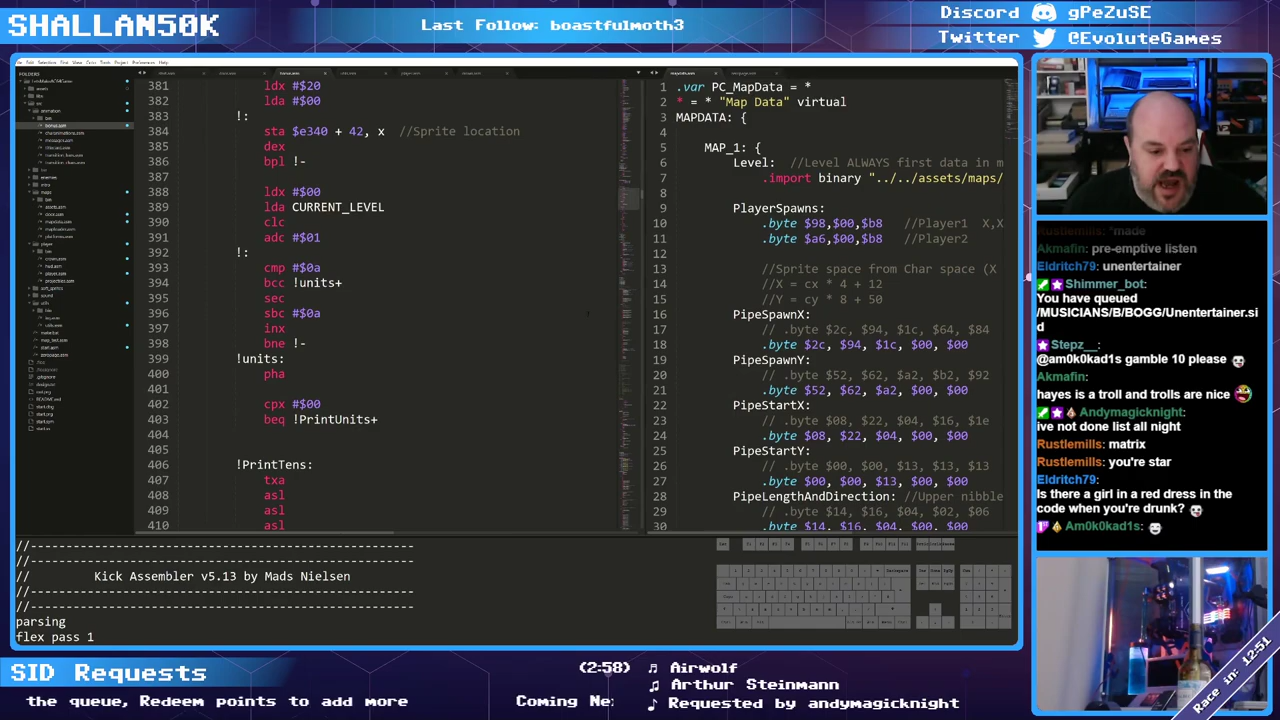 SHALLAN50K
Last Follow: boastfulmoth3
Discord gPeZuSE
Twitter @EvoluteGames
FOLDERS
381 ldx #$20
382 lda #$00
383 !:
384 sta $e340 + 42, x //Sprite location
385 dex
386 bpl !-
387
388 ldx #$00
389 lda CURRENT_LEVEL
390 clc
391 adc #$01
392 !:
393 cmp #$0a
394 bcc !units+
395 sec
396 sbc #$0a
397 inx
398 bne !-
399 !units:
400 pha
401
402 cpx #$00
403 beq !PrintUnits+
404
405
406 !PrintTens:
407 txa
408 asl
409 asl
410 asl
1 .var PC_MapData = *
2 * = * "Map Data" virtual
3 MAPDATA: {
4
5 MAP_1: {
6 Level: //Level ALWAYS first data in m
7 .import binary "../../assets/maps/
8
9 PlayerSpawns:
10 .byte $98,$00,$b8 //Player1 x,X
11 .byte $a6,$00,$b8 //Player2
12
13 //Sprite space from Char space (X
14 //X = cx * 4 + 12
15 //Y = cy * 8 + 50
16 PipeSpawnX:
17 // .byte $2c, $94, $1c, $64, $84
18 .byte $2c, $94, $1c, $00, $00
19 PipeSpawnY:
20 // .byte $52, $62, $a2, $b2, $92
21 .byte $52, $62, $a2, $00, $00
22 PipeStartX:
23 // .byte $08, $22, $04, $16, $1e
24 .byte $08, $22, $04, $00, $00
25 PipeStartY:
26 // .byte $00, $00, $13, $13, $13
27 .byte $00, $00, $13, $00, $00
28 PipeLengthAndDirection: //Upper nibble
29 // .byte $14, $16, $04, $02, $06
30 .byte $14, $16, $04, $00, $00
//------------------------------------------------------
//------------------------------------------------------
// Kick Assembler v5.13 by Mads Nielsen
//------------------------------------------------------
//------------------------------------------------------
parsing
flex pass 1
Rustlemills: *made
Akmafin: pre-emptive listen
Eldritch79: unentertainer
Shimmer_bot:
You have queued
/MUSICIANS/B/BOGG/Unentertainer.si
d
Stepz__:
@am0k0kad1s gamble 10 please
Akmafin:
hayes is a troll and trolls are nice
Andymagicknight:
ive not done list all night
Rustlemills: matrix
Rustlemills: you're star
Eldritch79:
Is there a girl in a red dress in the
code when you're drunk?
Am0k0kad1s:
Race in: 12:51
SID Requests
the queue, Redeem points to add more
Coming Ne
(2:58)
Airwolf
Arthur Steinmann
Requested by andymagicknight